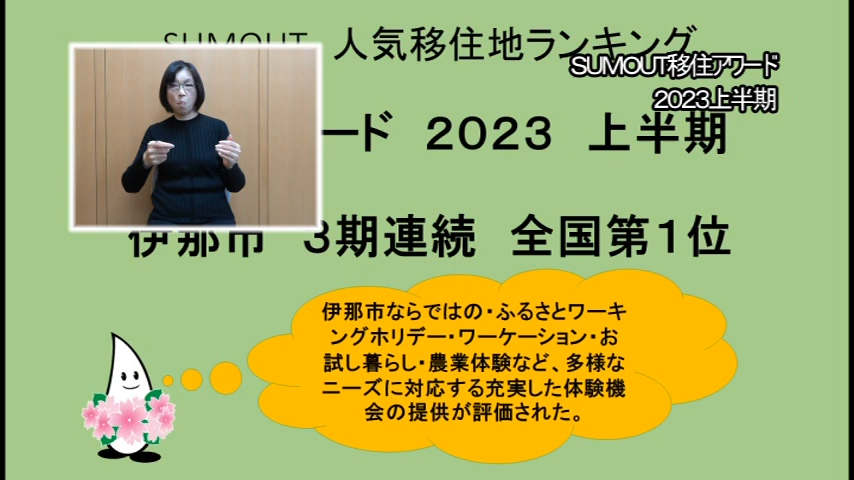 SUMOUT 人気移住地ランキング
SUMOUT移住アワード
2023上半期
ード 2023 上半期
伊那市 3期連続 全国第1位
伊那市ならではの・ふるさとワーキ
ングホリデー・ワーケーション・お
試し暮らし・農業体験など、多様な
ニーズに対応する充実した体験機
会の提供が評価された。